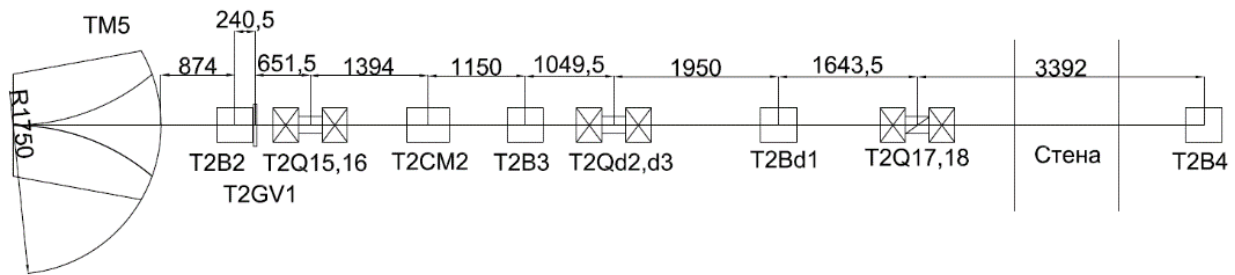 TM5
240,5
874
651,5
1394
1150
1049,5
1950
1643,5
3392
R1750
T2B2
T2Q15,16
T2CM2
T2B3
T2Qd2,d3
T2Bd1
T2Q17,18
Стена
T2B4
T2GV1